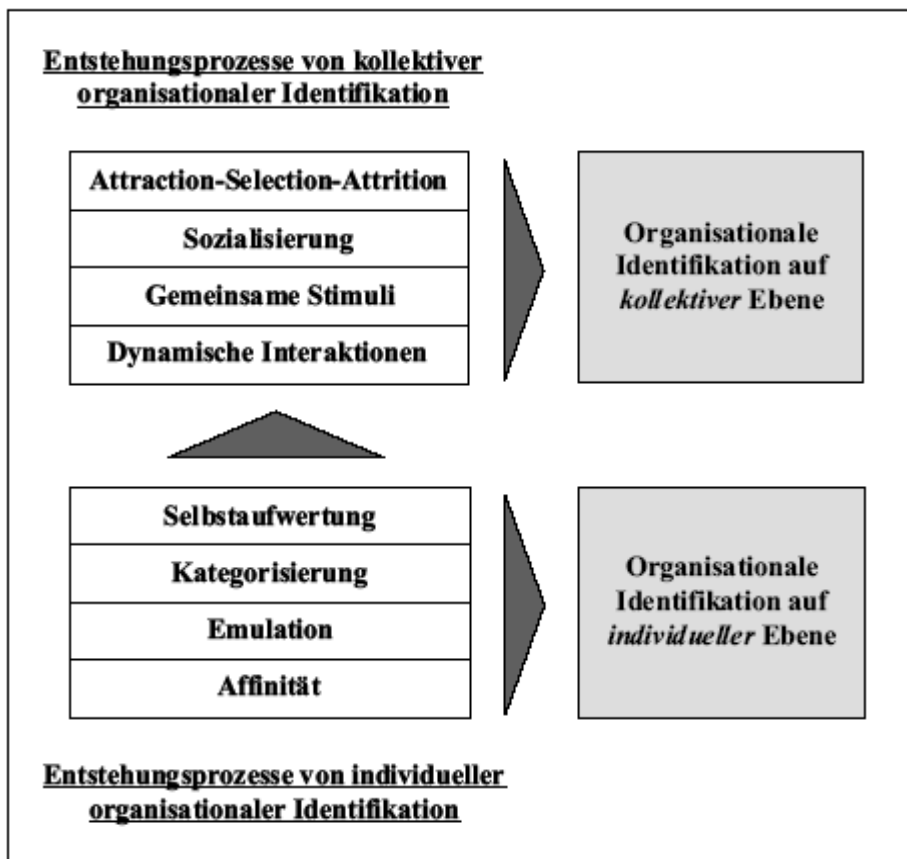 Entstehungsprozesse von kollektiver
organisationaler Identifikation
Attraction-Selection-Attrition
Sozialisierung
Gemeinsame Stimuli
Dynamische Interaktionen
Organisationale
Identifikation auf
kollektiver Ebene
Selbstaufwertung
Kategorisierung
Emulation
Affinität
Organisationale
Identifikation auf
individueller Ebene
Entstehungsprozesse von individueller
organisationaler Identifikation